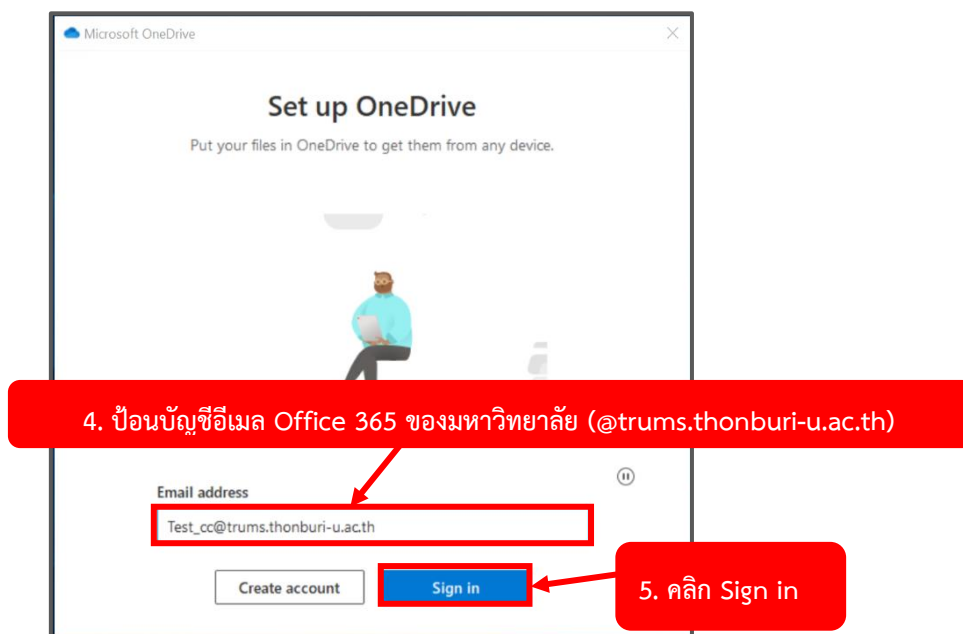 Microsoft OneDrive
Set up OneDrive
Put your files in OneDrive to get them from any device.
4. ป้อนบัญชีอีเมล Office 365 ของมหาวิทยาลัย (@trums.thonburi-u.ac.th)
Email address
Test_cc@trums.thonburi-u.ac.th
Create account
Sign in
5. คลิก Sign in